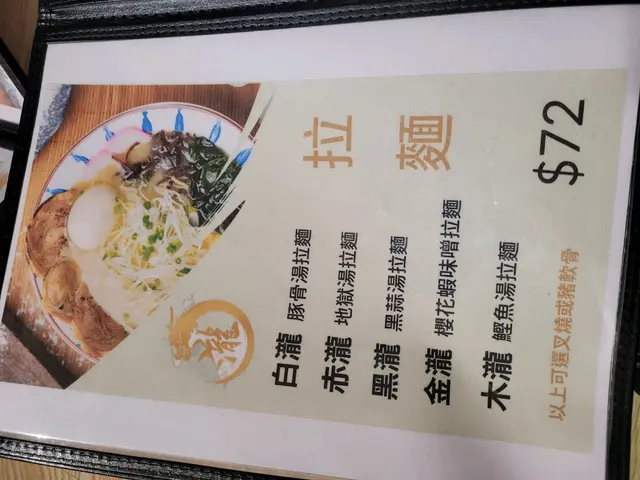 拉麵
$72
白瀧 豚骨湯拉麵
赤瀧 地獄湯拉麵
黑瀧 黑蒜湯拉麵
金瀧 櫻花蝦味噌拉麵
木瀧 鰹魚湯拉麵
以上可選叉燒或豬軟骨
瀧